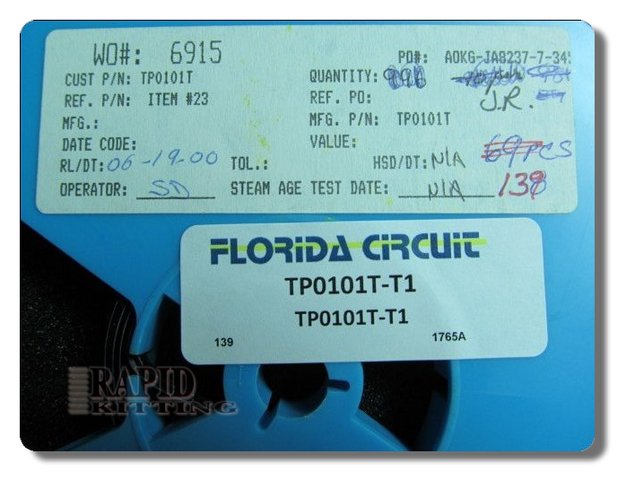 WO#: 6915
PO#: AOKG-JA8237-7-34
CUST P/N: TP0101T QUANTITY: 996
REF. P/N: ITEM #23 REF. PO: J.R.
MFG.: MFG. P/N: TP0101T
DATE CODE: VALUE: 69PCS
RL/DT: 06-19-00 TOL.: HSD/DT: N/A
OPERATOR: SD STEAM AGE TEST DATE: N/A 138
FLORIDA CIRCUIT
TP0101T-T1
TP0101T-T1
139 1765A
RAPID
KITTING